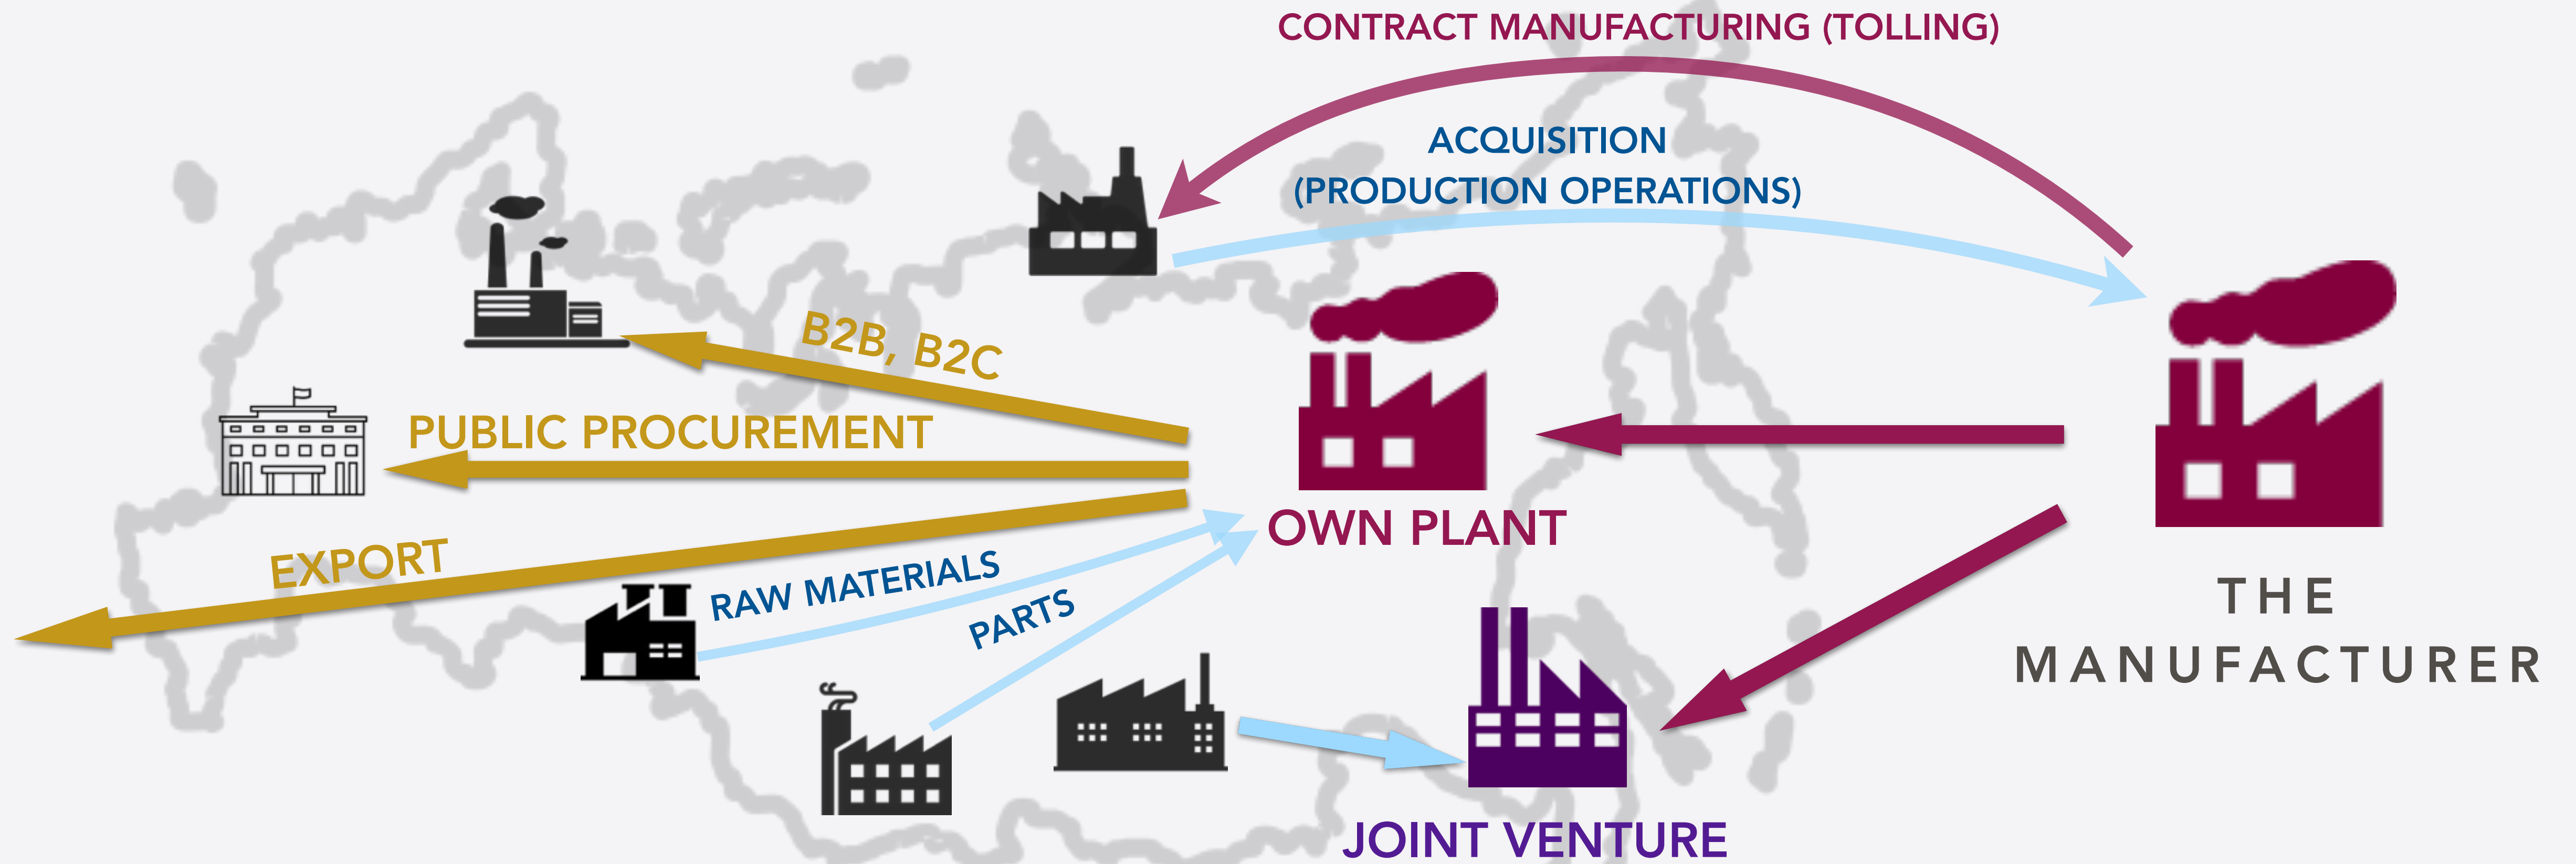 CONTRACT MANUFACTURING (TOLLING)
ACQUISITION
(PRODUCTION OPERATIONS)
B2B, B2C
PUBLIC PROCUREMENT
EXPORT
RAW MATERIALS
PARTS
OWN PLANT
THE
MANUFACTURER
JOINT VENTURE